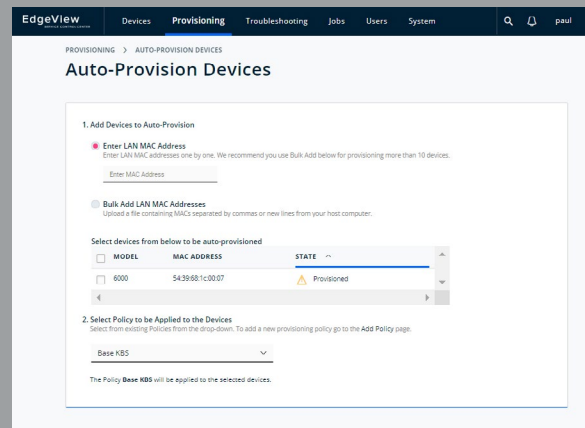 EdgeView
SERVICE CONTROL CENTER
Devices Provisioning Troubleshooting Jobs Users System paul
PROVISIONING > AUTO-PROVISION DEVICES
Auto-Provision Devices
1. Add Devices to Auto-Provision
Enter LAN MAC Address
Enter LAN MAC addresses one by one. We recommend you use Bulk Add below for provisioning more than 10 devices.
Enter MAC Address
Bulk Add LAN MAC Addresses
Upload a file containing MACs separated by commas or new lines from your host computer.
Select devices from below to be auto-provisioned
MODEL MAC ADDRESS STATE
6000 54:39:68:1c:00:07 Provisioned
2. Select Policy to be Applied to the Devices
Select from existing Policies from the drop-down. To add a new provisioning policy go to the Add Policy page.
Base KBS
The Policy Base KBS will be applied to the selected devices.